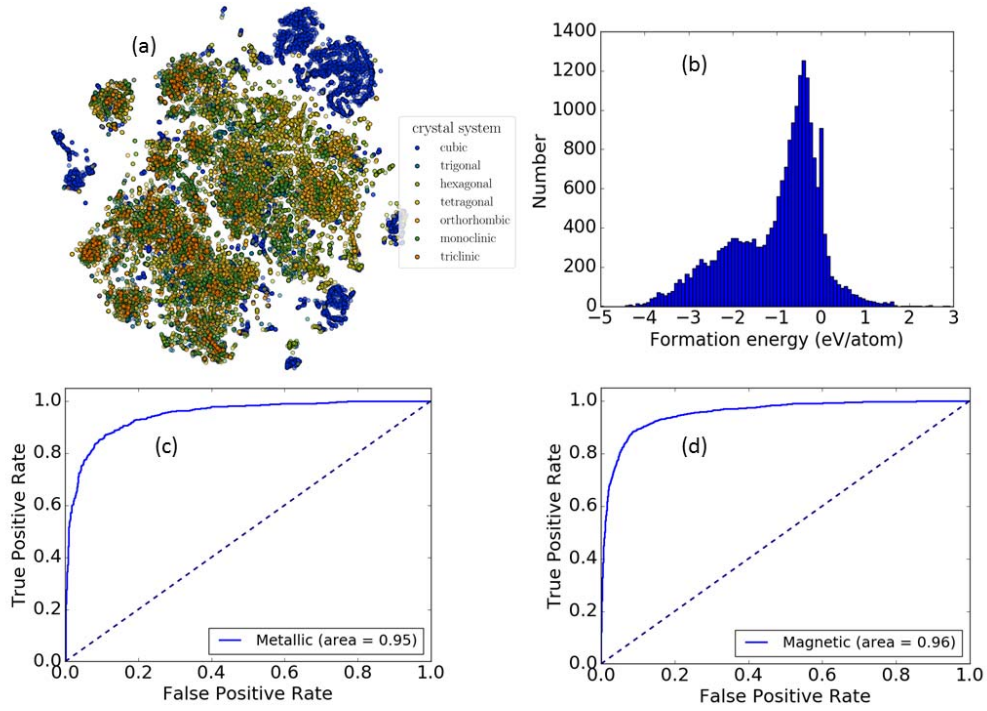 (a)
crystal system
cubic
trigonal
hexagonal
tetragonal
orthorhombic
monoclinic
triclinic
(b)
Number
1400
1200
1000
800
600
400
200
0
−5 −4 −3 −2 −1 0 1 2 3
Formation energy (eV/atom)
(c)
True Positive Rate
1.0
0.8
0.6
0.4
0.2
0.0
0.0 0.2 0.4 0.6 0.8 1.0
False Positive Rate
Metallic (area = 0.95)
(d)
True Positive Rate
1.0
0.8
0.6
0.4
0.2
0.0
0.0 0.2 0.4 0.6 0.8 1.0
False Positive Rate
Magnetic (area = 0.96)